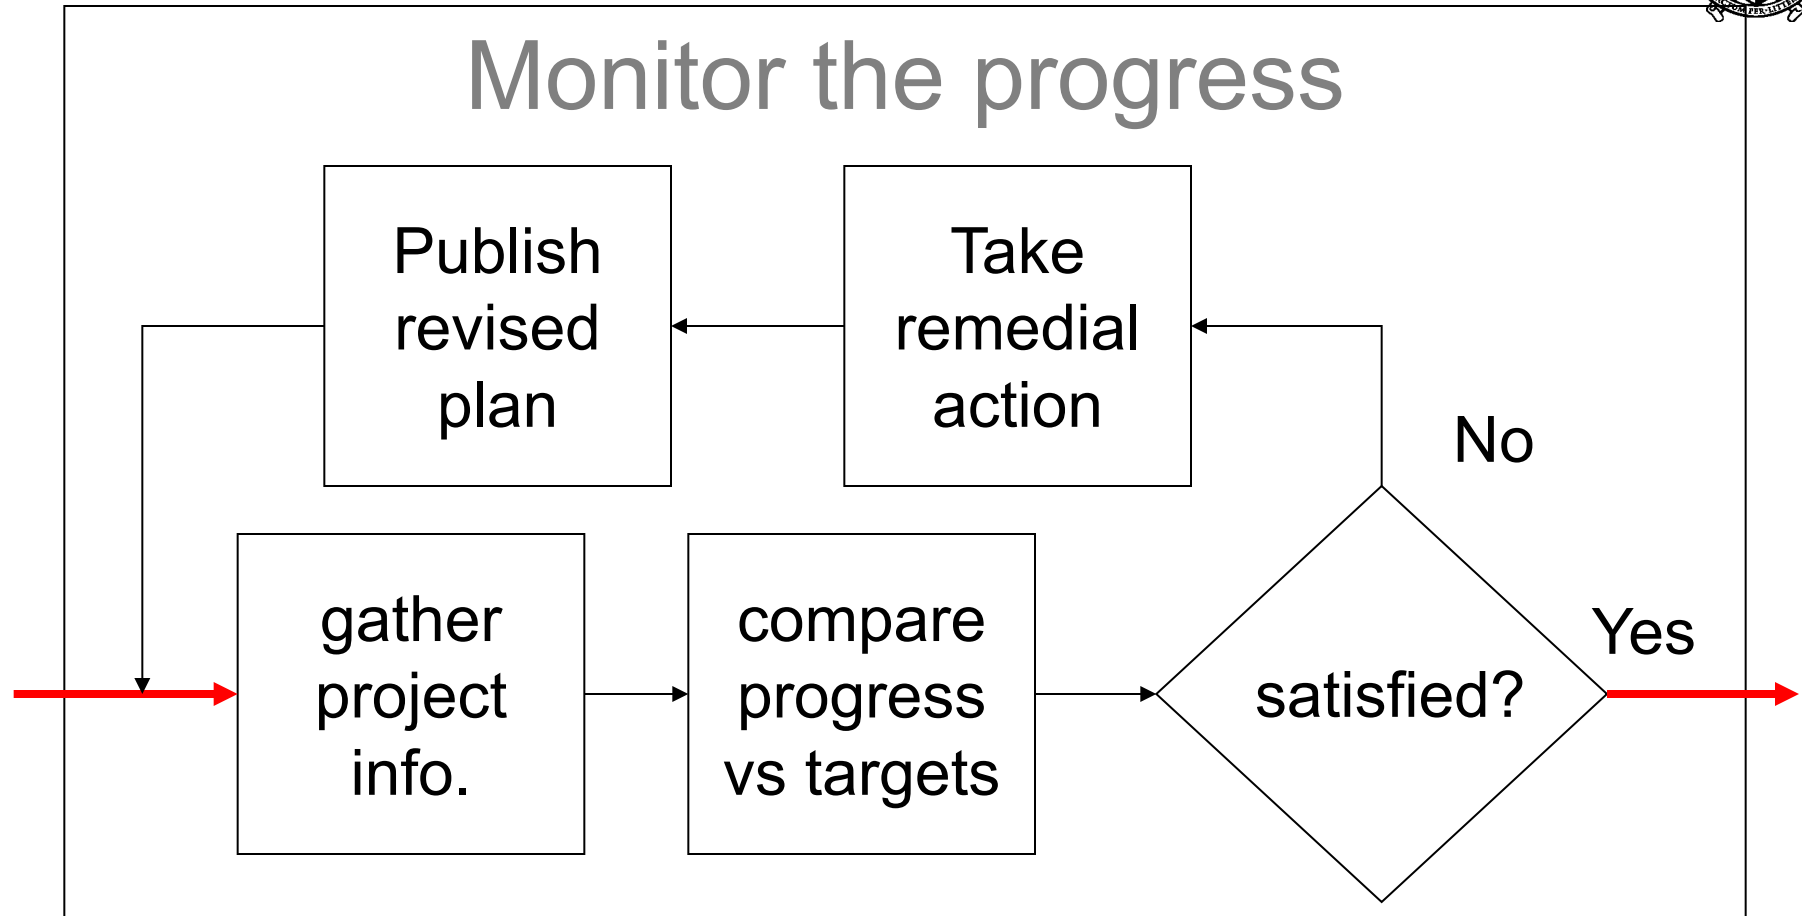 Monitor the progress
Publish
revised
plan
Take
remedial
action
No
gather
project
info.
compare
progress
vs targets
satisfied?
Yes